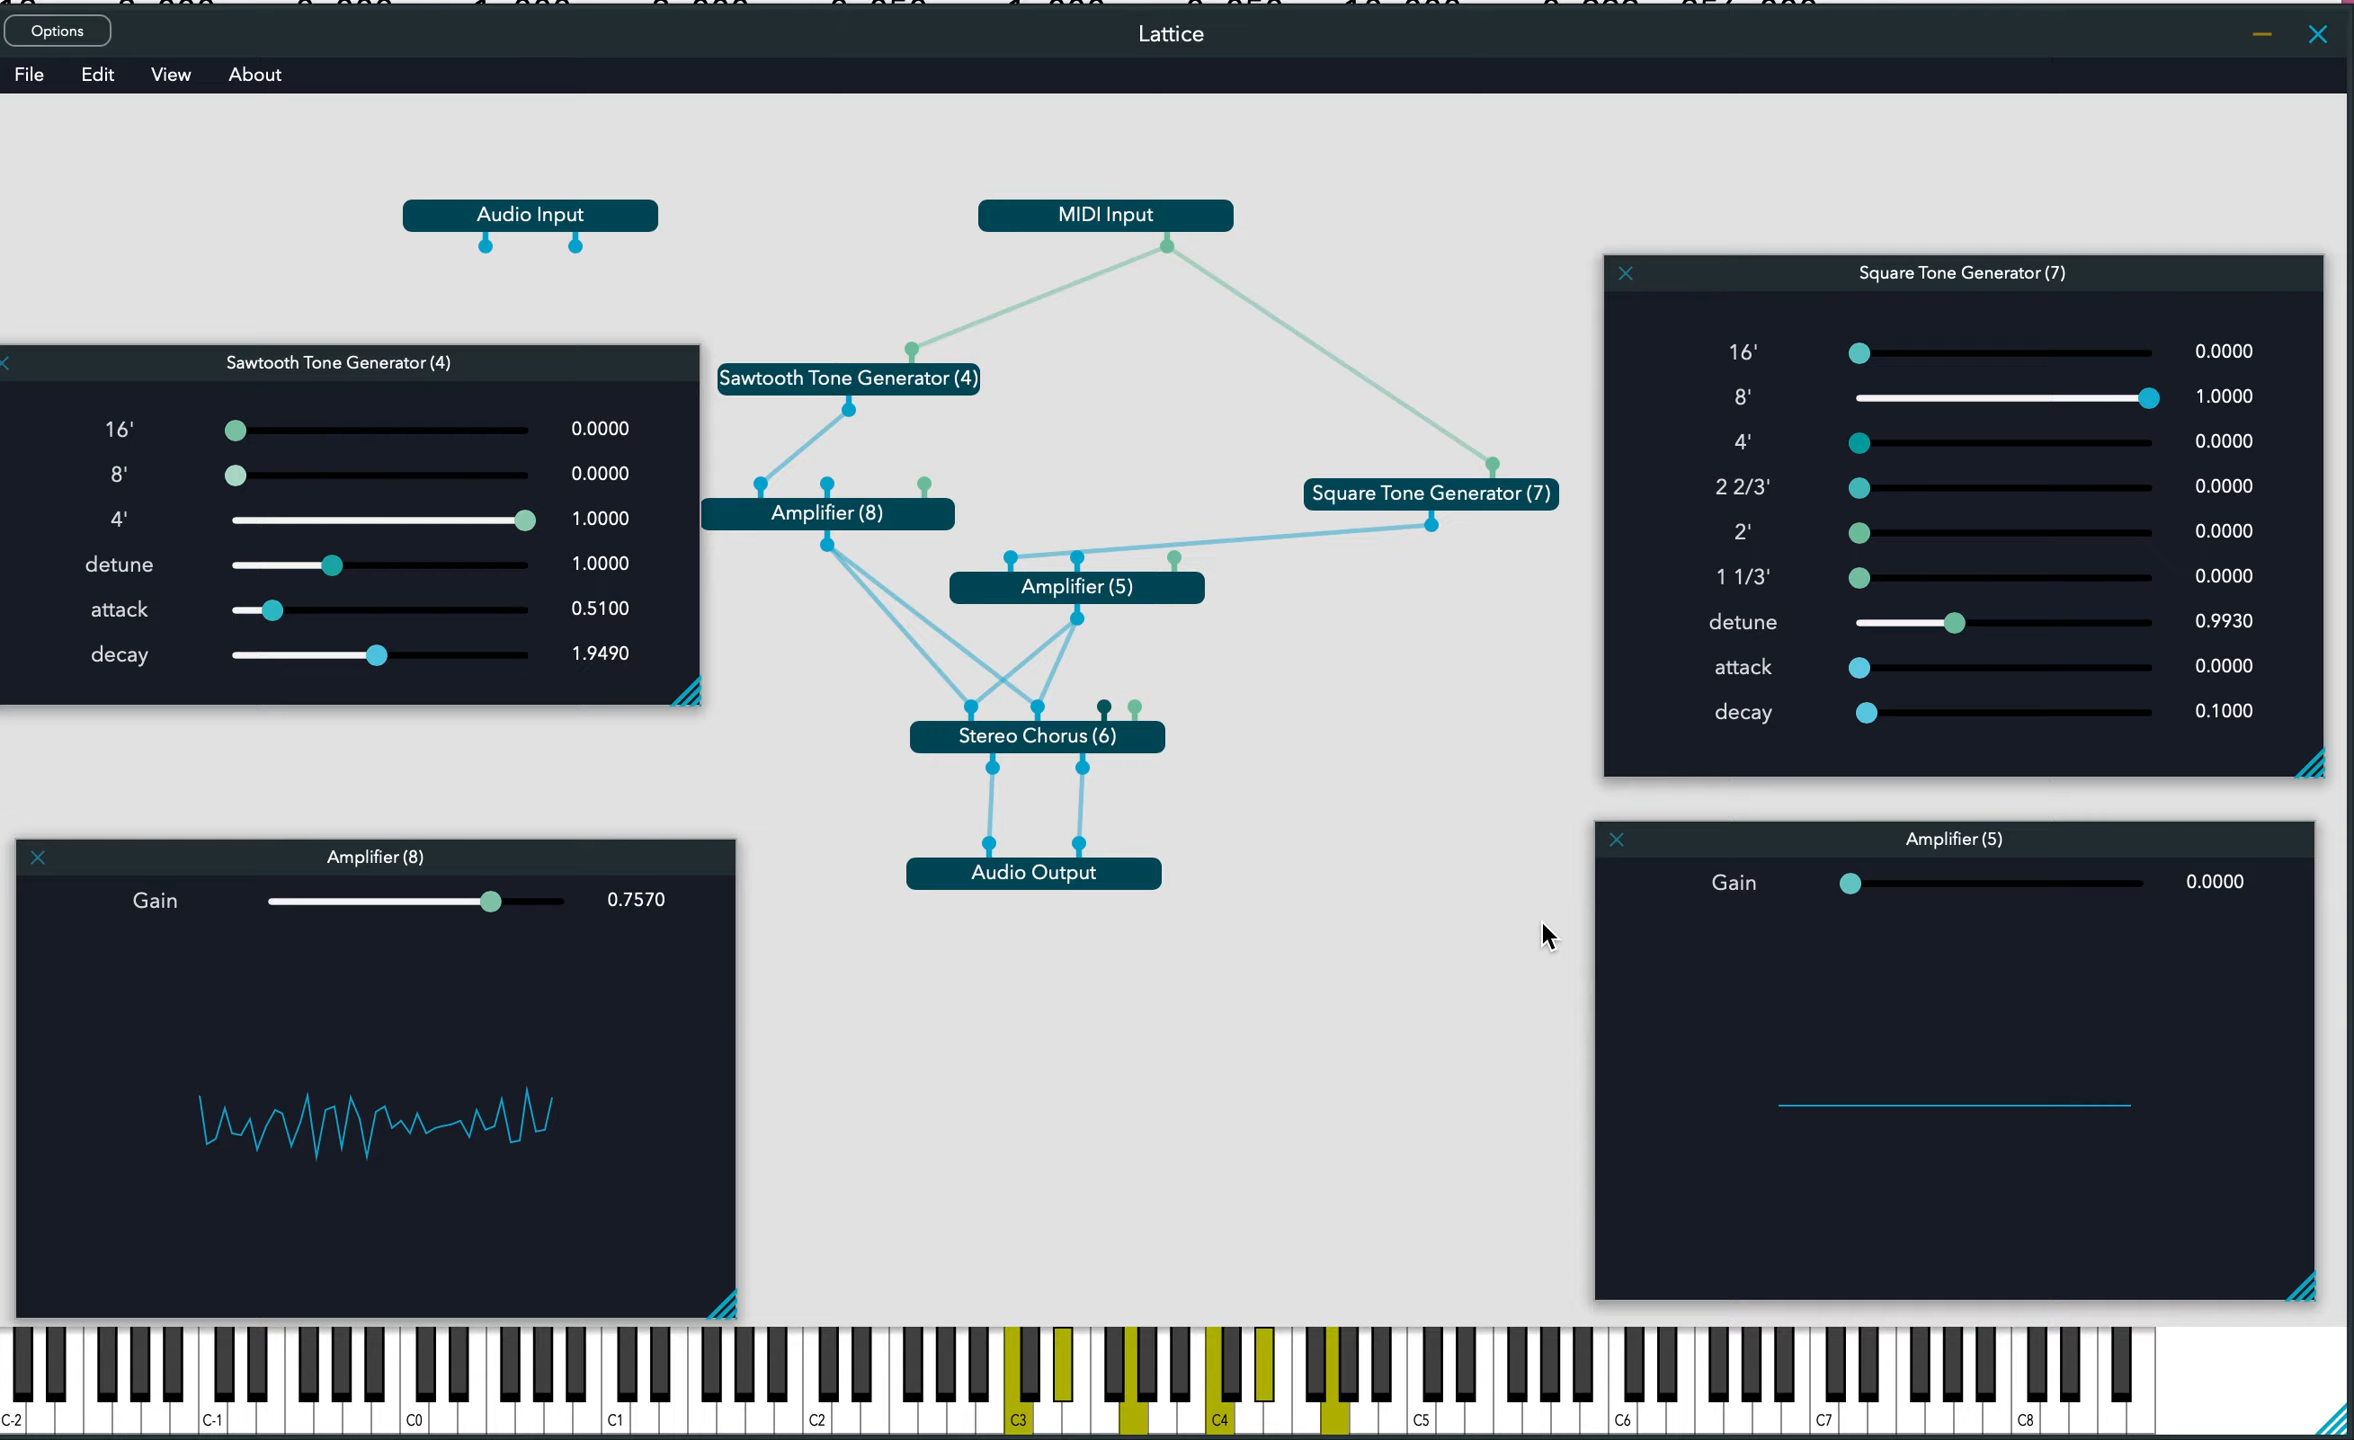 Options
Lattice
File Edit View About
Audio Input
MIDI Input
Square Tone Generator (7)
16' 0.0000
8' 1.0000
4' 0.0000
2 2/3' 0.0000
2' 0.0000
1 1/3' 0.0000
detune 0.9930
attack 0.0000
decay 0.1000
Sawtooth Tone Generator (4)
16' 0.0000
8' 0.0000
4' 1.0000
detune 1.0000
attack 0.5100
decay 1.9490
Sawtooth Tone Generator (4)
Square Tone Generator (7)
Amplifier (8)
Amplifier (5)
Stereo Chorus (6)
Audio Output
Amplifier (8)
Gain 0.7570
Amplifier (5)
Gain 0.0000
C-2 C-1 C0 C1 C2 C3 C4 C5 C6 C7 C8